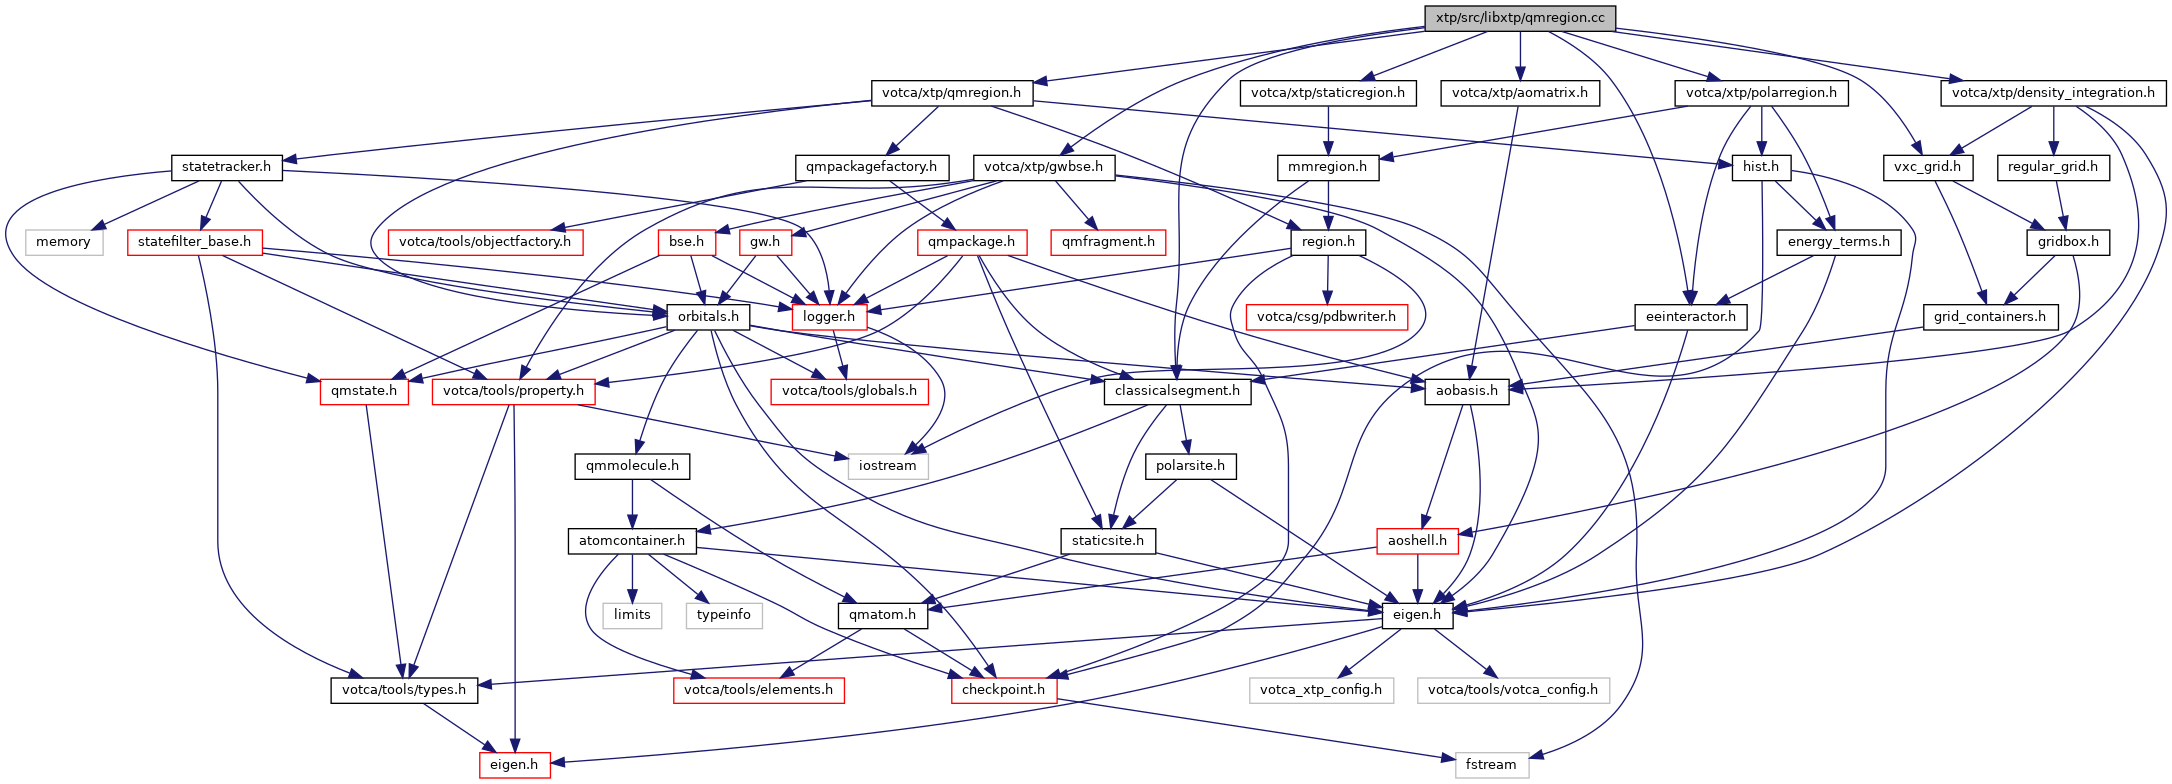 xtp/src/libxtp/qmregion.cc
votca/xtp/qmregion.h
votca/xtp/staticregion.h
votca/xtp/aomatrix.h
votca/xtp/polarregion.h
votca/xtp/density_integration.h
statetracker.h
qmpackagefactory.h
votca/xtp/gwbse.h
mmregion.h
hist.h
vxc_grid.h
regular_grid.h
memory
statefilter_base.h
votca/tools/objectfactory.h
bse.h
gw.h
qmpackage.h
qmfragment.h
region.h
energy_terms.h
gridbox.h
orbitals.h
logger.h
votca/csg/pdbwriter.h
eeinteractor.h
grid_containers.h
qmstate.h
votca/tools/property.h
votca/tools/globals.h
classicalsegment.h
aobasis.h
qmmolecule.h
iostream
polarsite.h
atomcontainer.h
staticsite.h
aoshell.h
limits
typeinfo
qmatom.h
eigen.h
votca/tools/types.h
votca/tools/elements.h
checkpoint.h
votca_xtp_config.h
votca/tools/votca_config.h
eigen.h
fstream